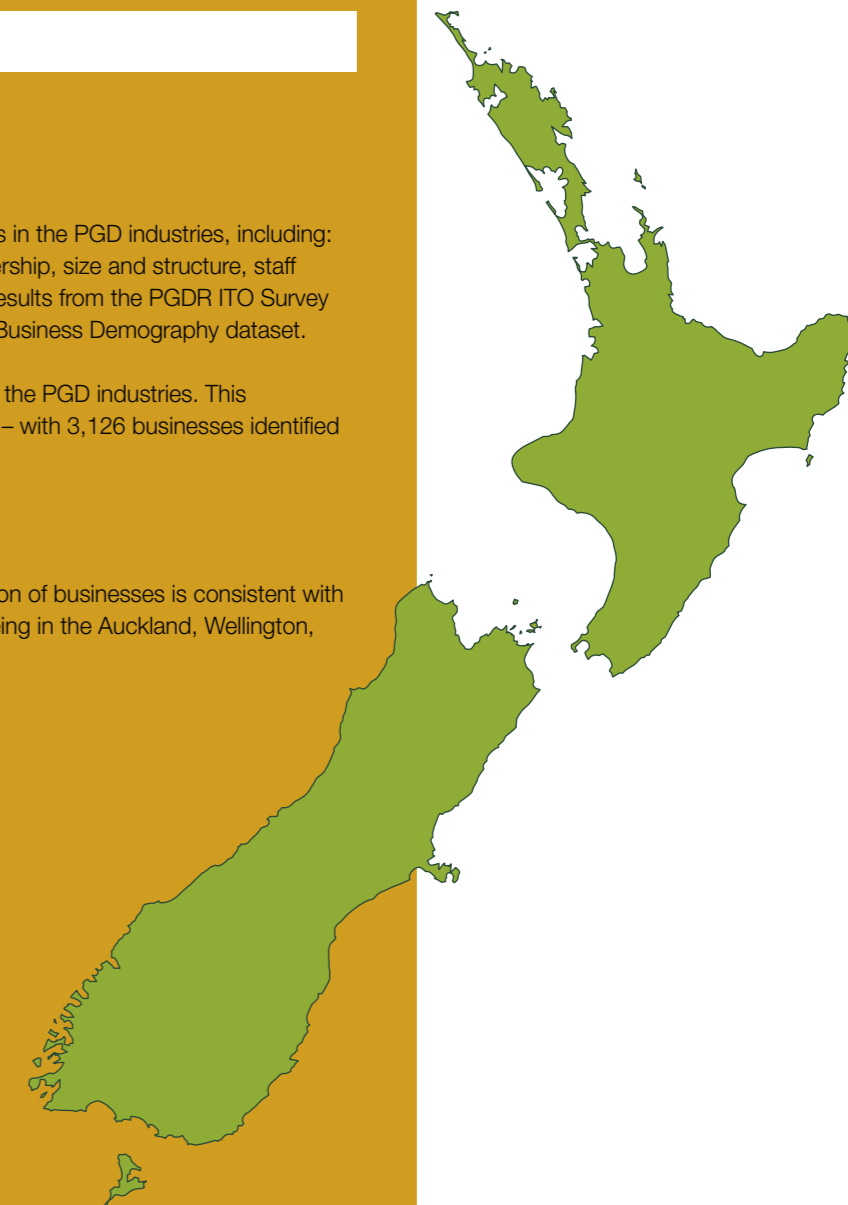 s in the PGD industries, including:
ership, size and structure, staff
esults from the PGDR ITO Survey
Business Demography dataset.
the PGD industries. This
– with 3,126 businesses identified
on of businesses is consistent with
eing in the Auckland, Wellington,